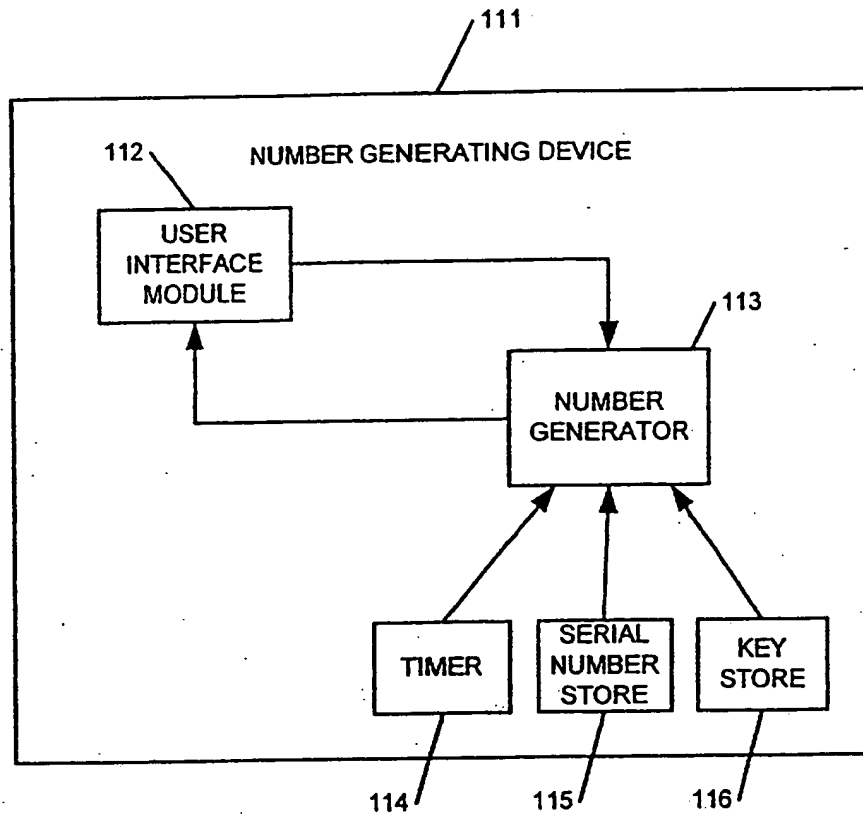 111
NUMBER GENERATING DEVICE
112
USER
INTERFACE
MODULE
113
NUMBER
GENERATOR
TIMER
SERIAL
NUMBER
STORE
KEY
STORE
114
115
116